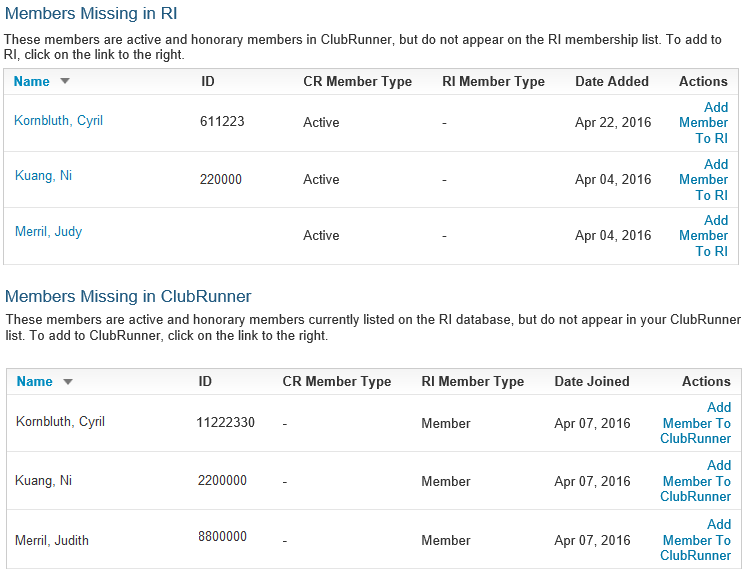 Members Missing in RI
These members are active and honorary members in ClubRunner, but do not appear on the RI membership list. To add to
RI, click on the link to the right.
Name ID CR Member Type RI Member Type Date Added Actions
Kornbluth, Cyril 611223 Active - Apr 22, 2016 Add
Member
To RI
Kuang, Ni 220000 Active - Apr 04, 2016 Add
Member
To RI
Merril, Judy Active - Apr 04, 2016 Add
Member
To RI
Members Missing in ClubRunner
These members are active and honorary members currently listed on the RI database, but do not appear in your ClubRunner
list. To add to ClubRunner, click on the link to the right.
Name ID CR Member Type RI Member Type Date Joined Actions
Kornbluth, Cyril 11222330 - Member Apr 07, 2016 Add
Member To
ClubRunner
Kuang, Ni 2200000 - Member Apr 07, 2016 Add
Member To
ClubRunner
Merril, Judith 8800000 - Member Apr 07, 2016 Add
Member To
ClubRunner